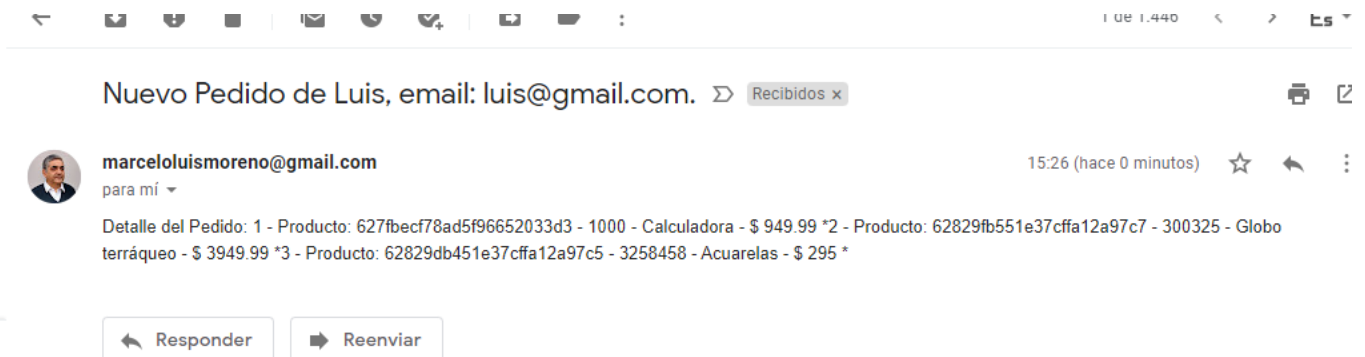 1 de 1.446
Es
Nuevo Pedido de Luis, email: luis@gmail.com.
Recibidos x
marceloluismoreno@gmail.com
15:26 (hace 0 minutos)
para mí
Detalle del Pedido: 1 - Producto: 627fbecf78ad5f96652033d3 - 1000 - Calculadora - $ 949.99 *2 - Producto: 62829fb551e37cffa12a97c7 - 300325 - Globo
terráqueo - $ 3949.99 *3 - Producto: 62829db451e37cffa12a97c5 - 3258458 - Acuarelas - $ 295 *
Responder
Reenviar